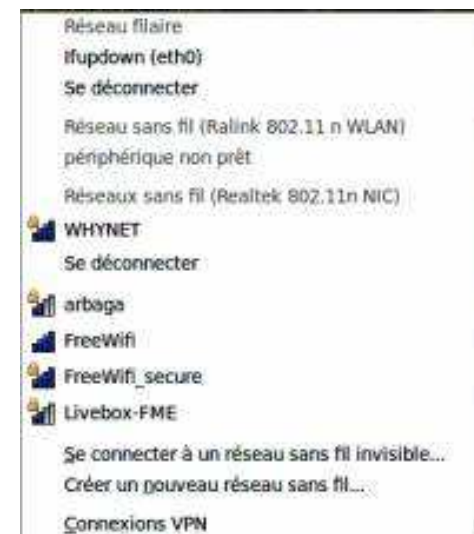 Réseau filaire
Ifupdown (eth0)
Se déconnecter
Réseau sans fil (Ralink 802.11 n WLAN)
périphérique non prêt
Réseaux sans fil (Realtek 802.11n NIC)
WHYNET
Se déconnecter
arbaga
FreeWifi
FreeWifi_secure
Livebox-FME
Se connecter à un réseau sans fil invisible...
Créer un nouveau réseau sans fil...
Connexions VPN